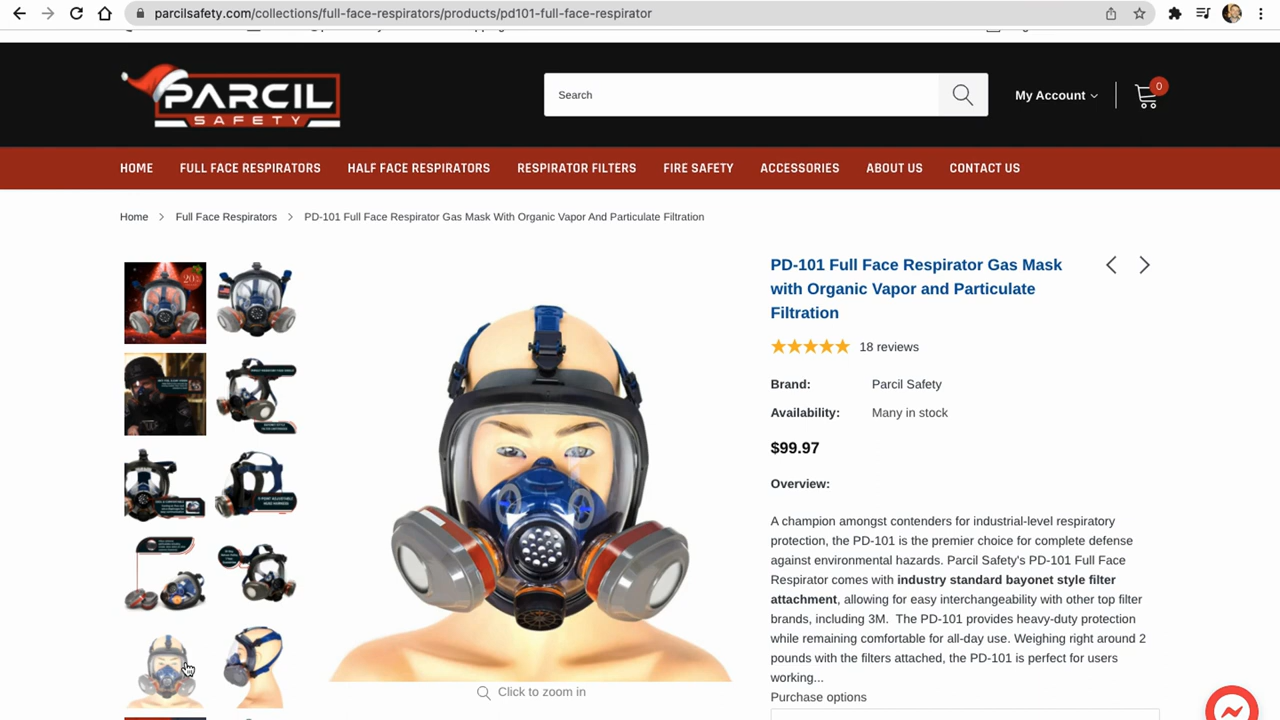 parcilsafety.com/collections/full-face-respirators/products/pd101-full-face-respirator
PARCIL
SAFETY
Search
My Account
0
HOME
FULL FACE RESPIRATORS
HALF FACE RESPIRATORS
RESPIRATOR FILTERS
FIRE SAFETY
ACCESSORIES
ABOUT US
CONTACT US
Home
Full Face Respirators
PD-101 Full Face Respirator Gas Mask With Organic Vapor And Particulate Filtration
PD-101 Full Face Respirator Gas Mask
with Organic Vapor and Particulate
Filtration
18 reviews
Brand: Parcil Safety
Availability: Many in stock
$99.97
Overview:
A champion amongst contenders for industrial-level respiratory
protection, the PD-101 is the premier choice for complete defense
against environmental hazards. Parcil Safety's PD-101 Full Face
Respirator comes with industry standard bayonet style filter
attachment, allowing for easy interchangeability with other top filter
brands, including 3M.  The PD-101 provides heavy-duty protection
while remaining comfortable for all-day use. Weighing right around 2
pounds with the filters attached, the PD-101 is perfect for users
working...
Purchase options
Click to zoom in